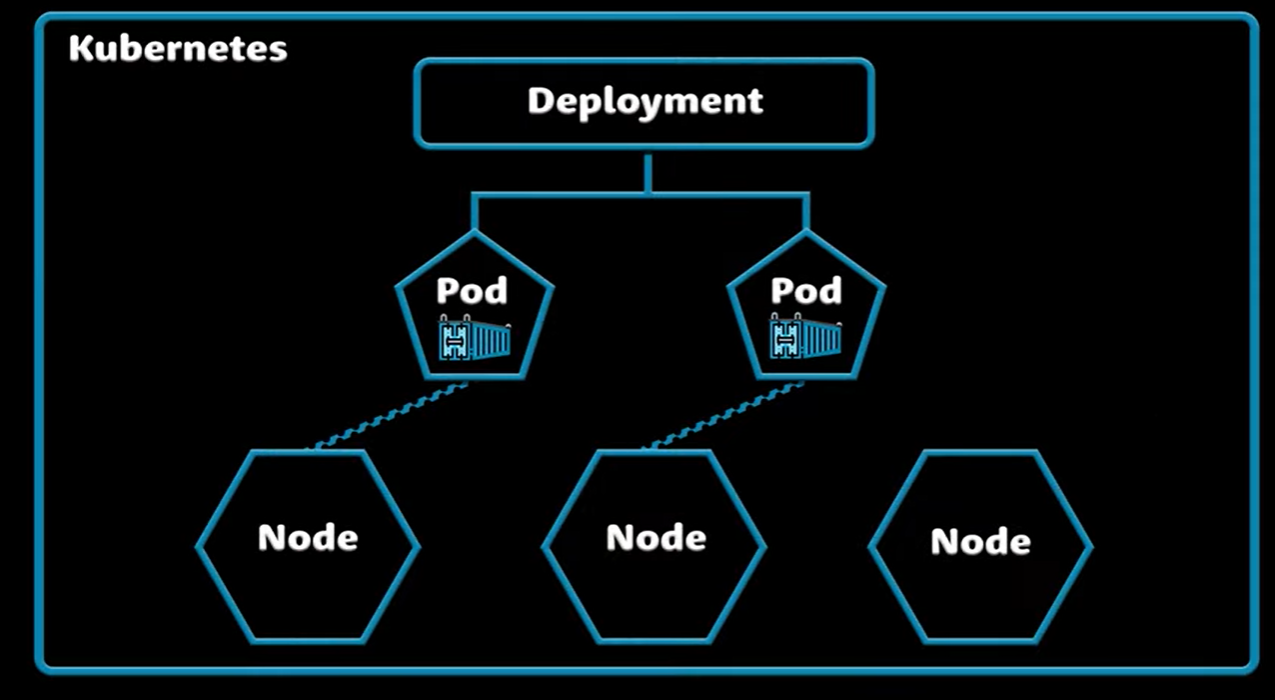 Kubernetes
Deployment
Pod
Pod
Node
Node
Node